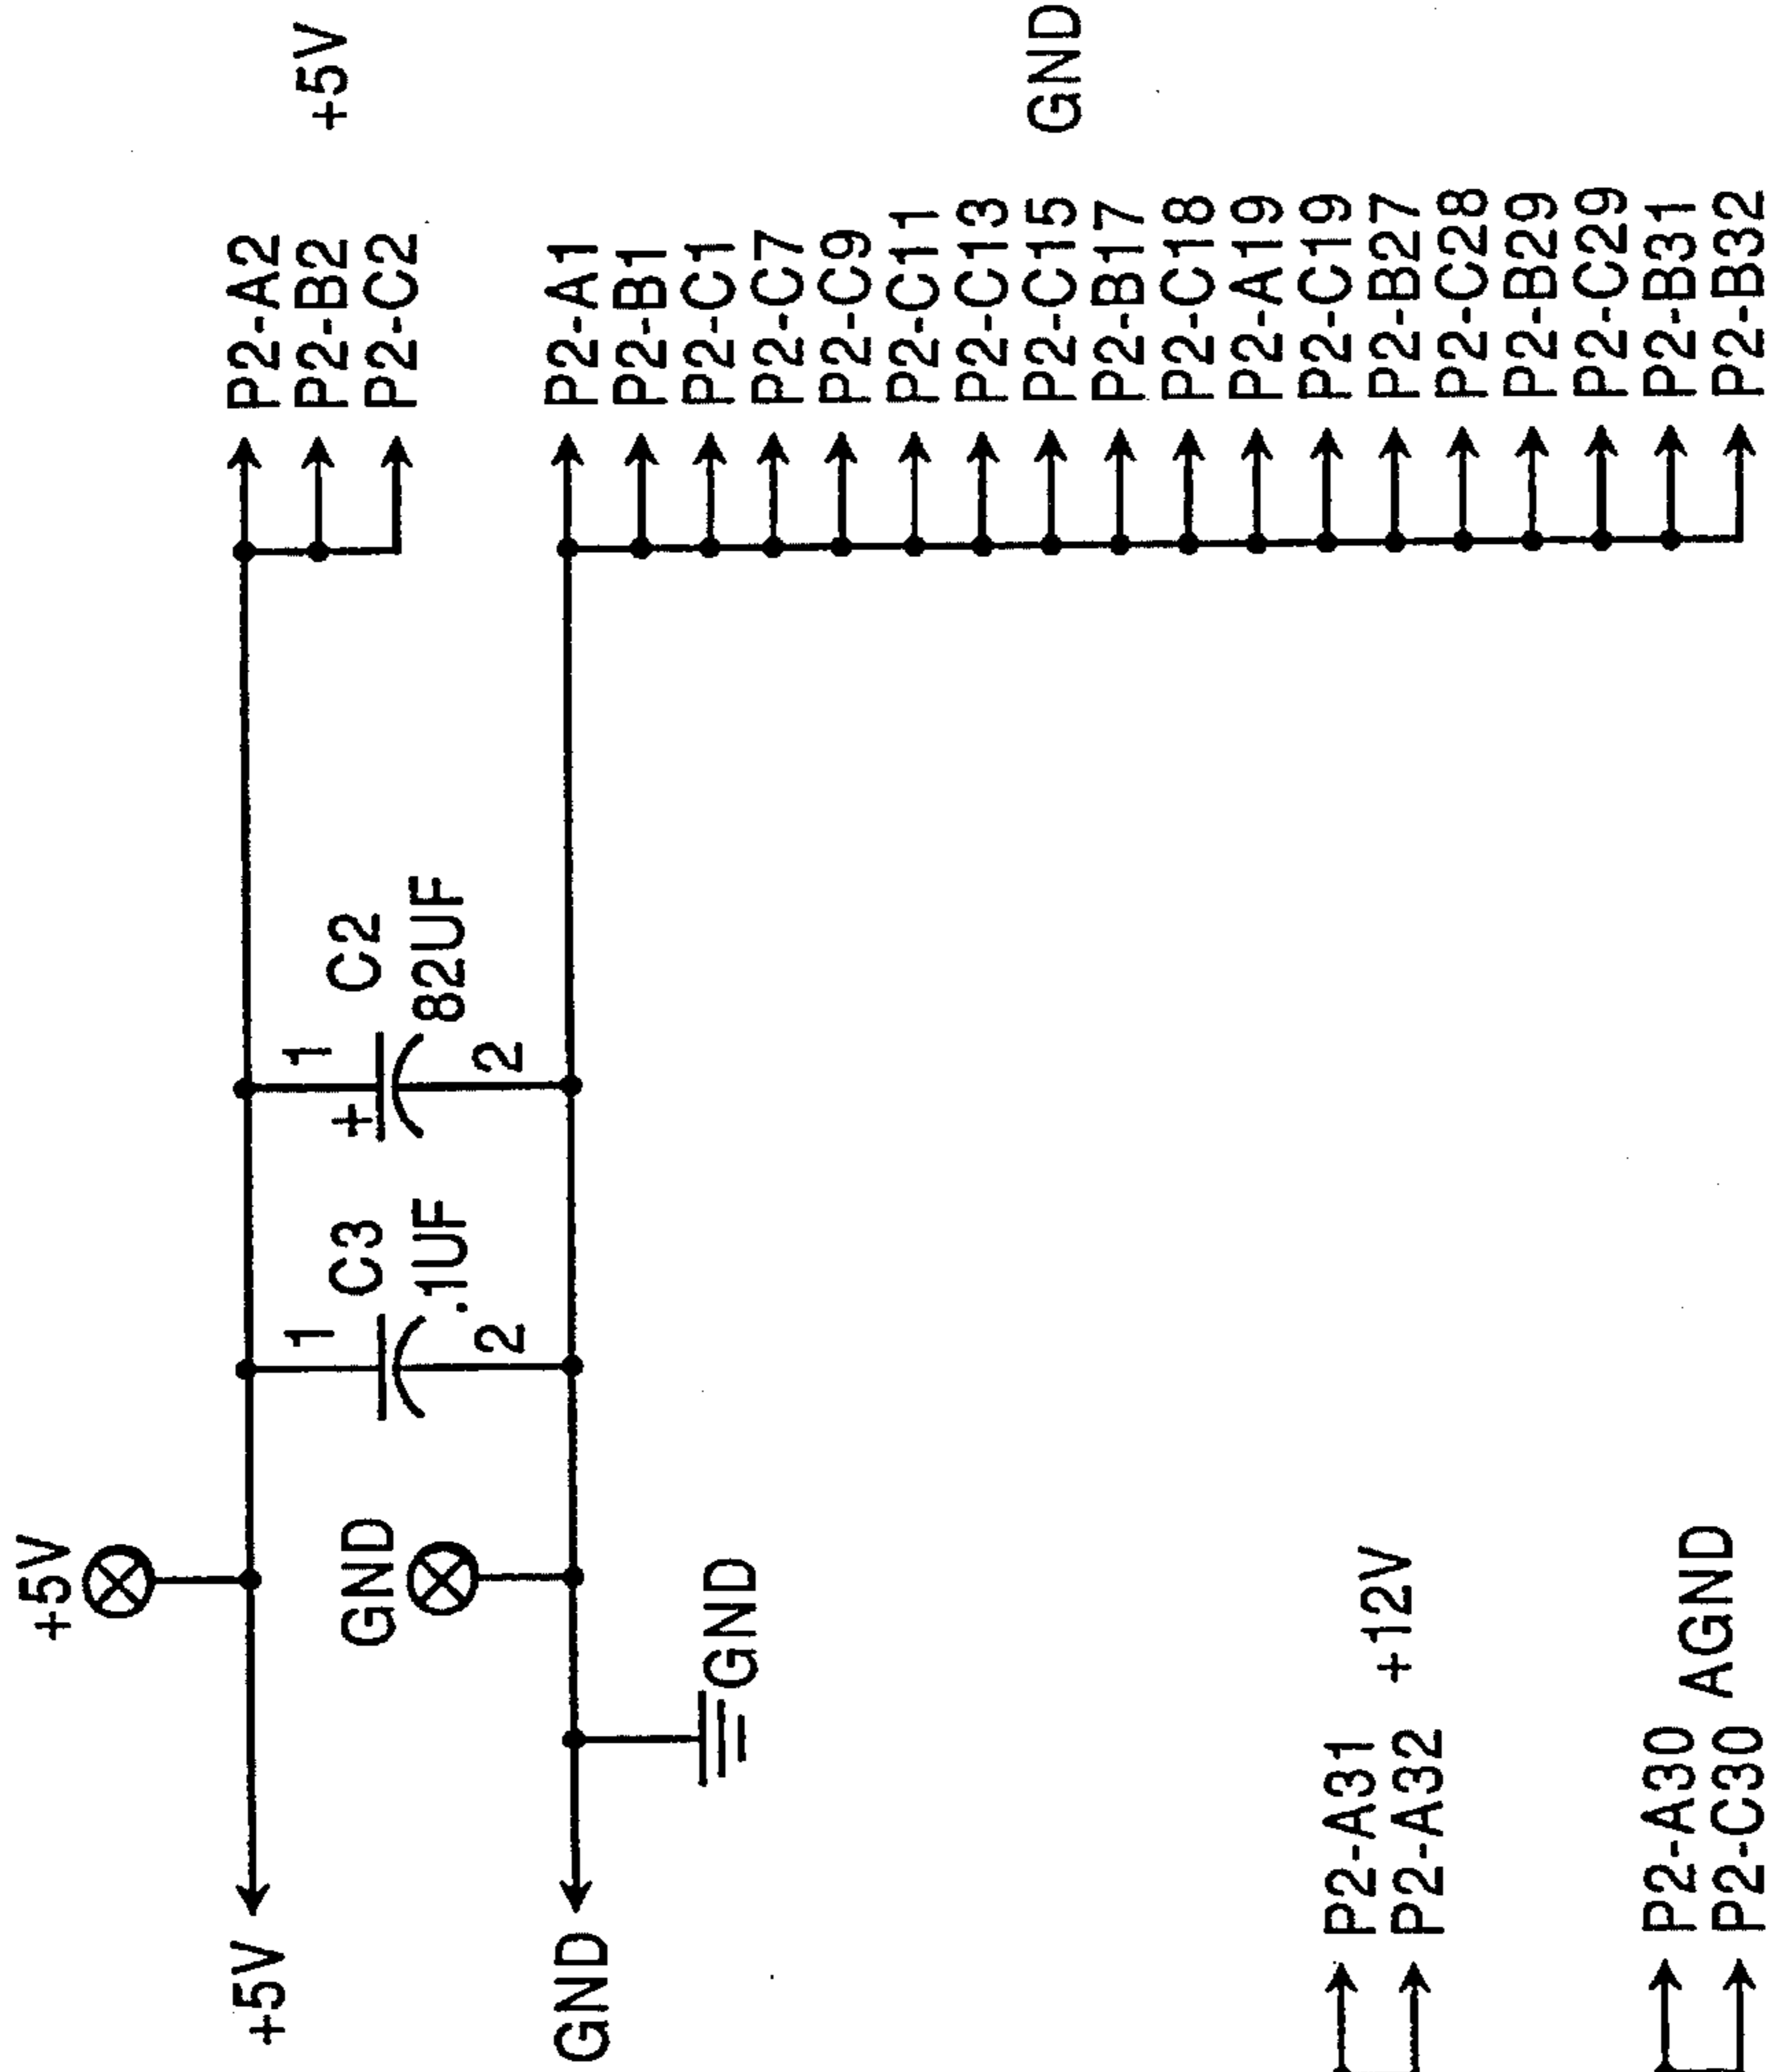 +5V
+5V
P2-A2
P2-B2
P2-C2
+5V
1
C3
.1UF
2
1
+
C2
82UF
2
GND
GND
GND
P2-A1
P2-B1
P2-C1
P2-C7
P2-C9
P2-C11
P2-C13
P2-C15
P2-B17
P2-C18
P2-A19
P2-C19
P2-B27
P2-C28
P2-B29
P2-C29
P2-B31
P2-B32
GND
P2-A31
P2-A32
+12V
P2-A30
P2-C30
AGND